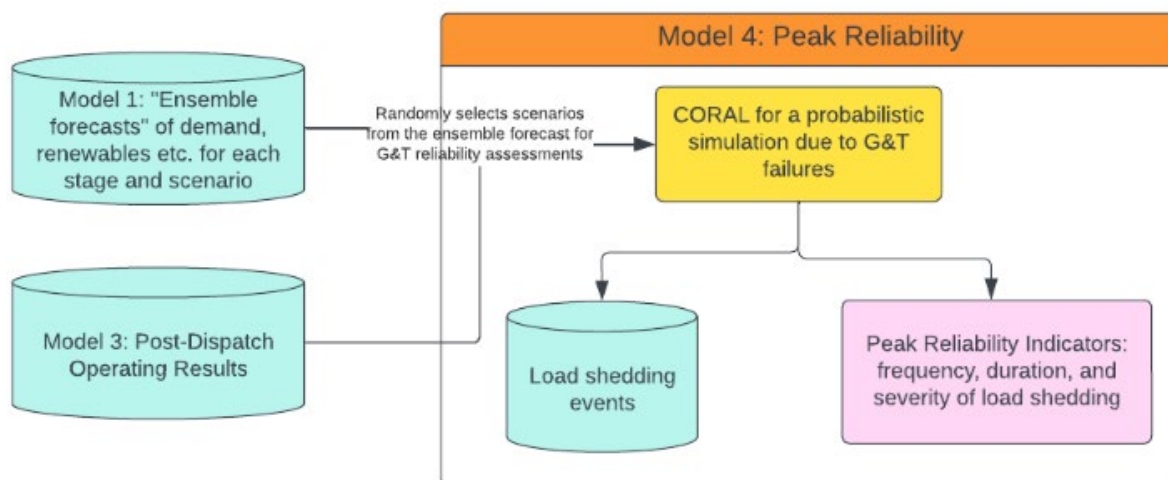 Model 4: Peak Reliability
Model 1: "Ensemble
forecasts" of demand,
renewables etc. for each
stage and scenario
Randomly selects scenarios
from the ensemble forecast for
G&T reliability assessments
CORAL for a probabilistic
simulation due to G&T
failures
Model 3: Post-Dispatch
Operating Results
Load shedding
events
Peak Reliability Indicators:
frequency, duration, and
severity of load shedding